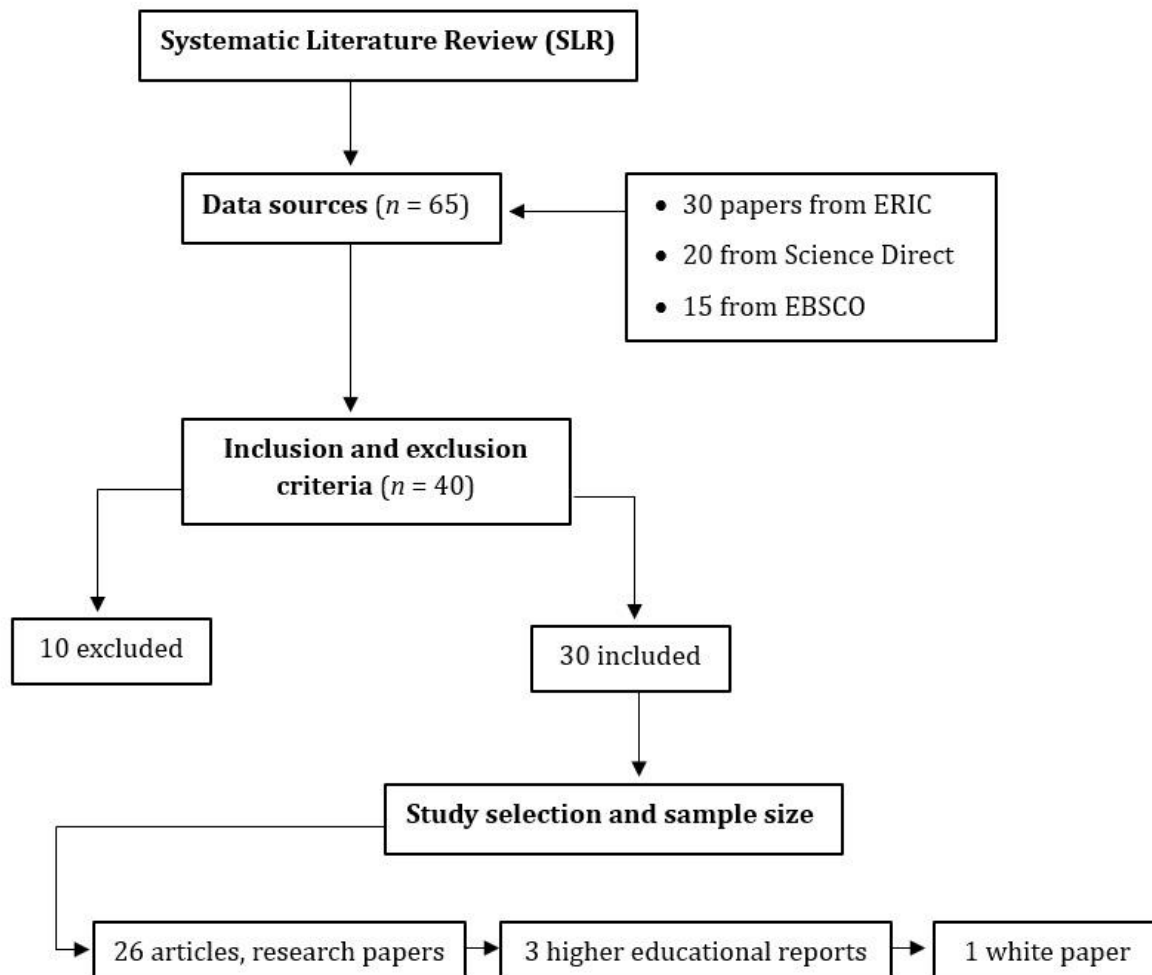 Systematic Literature Review (SLR)
Data sources (n = 65)
• 30 papers from ERIC
• 20 from Science Direct
• 15 from EBSCO
Inclusion and exclusion
criteria (n = 40)
10 excluded
30 included
Study selection and sample size
26 articles, research papers
3 higher educational reports
1 white paper